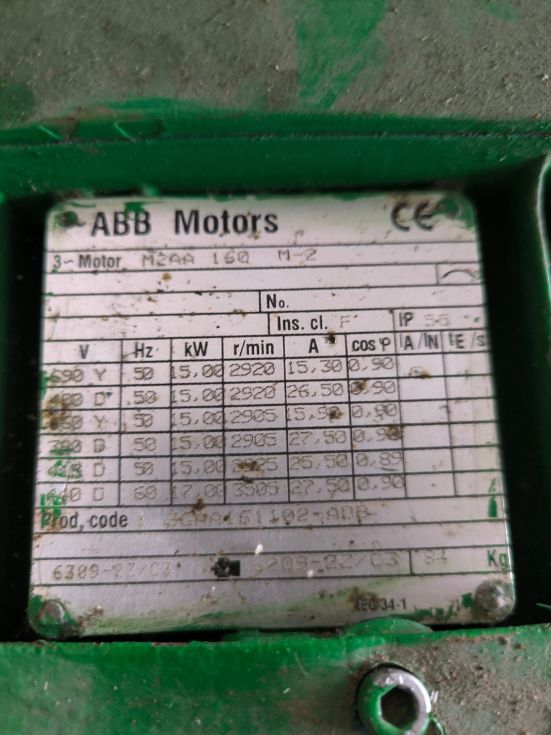 ABB Motors CE
3~Motor M2AA 160 M-2
No.
Ins. cl. F IP 55
V Hz kW r/min A cos φ IA/IN tE/s
690 Y 50 15,00 2920 15,30 0,90
400 D 50 15,00 2920 26,50 0,90
660 Y 50 15,00 2905 15,90 0,90
380 D 50 15,00 2905 27,50 0,90
415 D 50 15,00 25,50 0,89
440 D 60 17,00 3505 27,50 0,90
Prod, code 3GAA161102-ADB
6309-2Z/C3 6209-2Z/C3 Kg
IEC 34-1